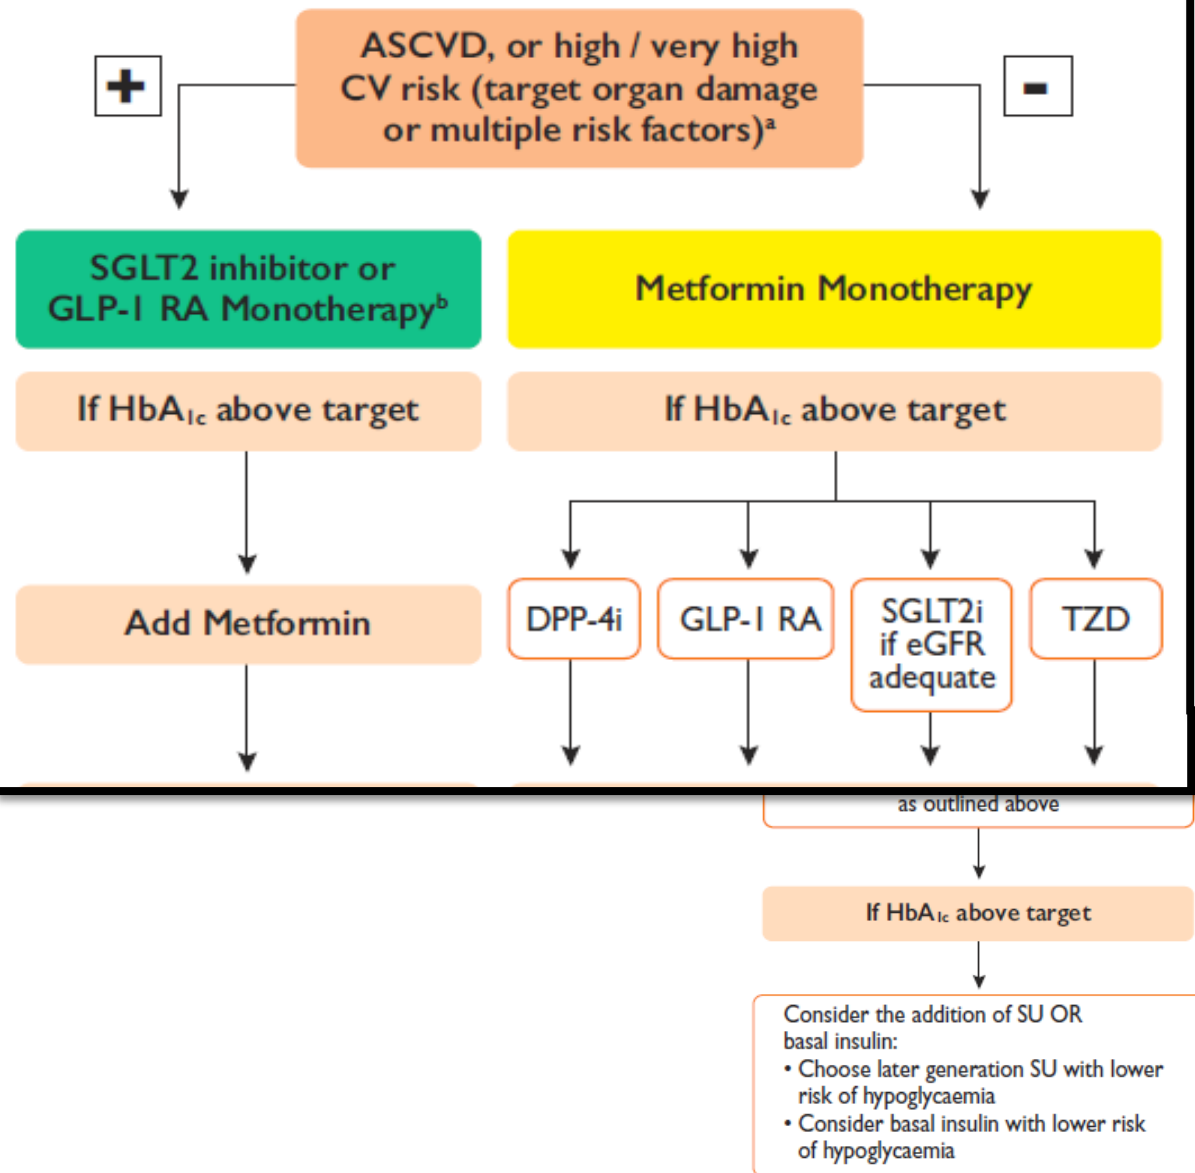 ASCVD, or high / very high
CV risk (target organ damage
or multiple risk factors)ᵃ
+
-
SGLT2 inhibitor or
GLP-1 RA Monotherapyᵇ
Metformin Monotherapy
If HbA1c above target
If HbA1c above target
Add Metformin
DPP-4i
GLP-1 RA
SGLT2i
if eGFR
adequate
TZD
as outlined above
If HbA1c above target
Consider the addition of SU OR
basal insulin:
• Choose later generation SU with lower
risk of hypoglycaemia
• Consider basal insulin with lower risk
of hypoglycaemia